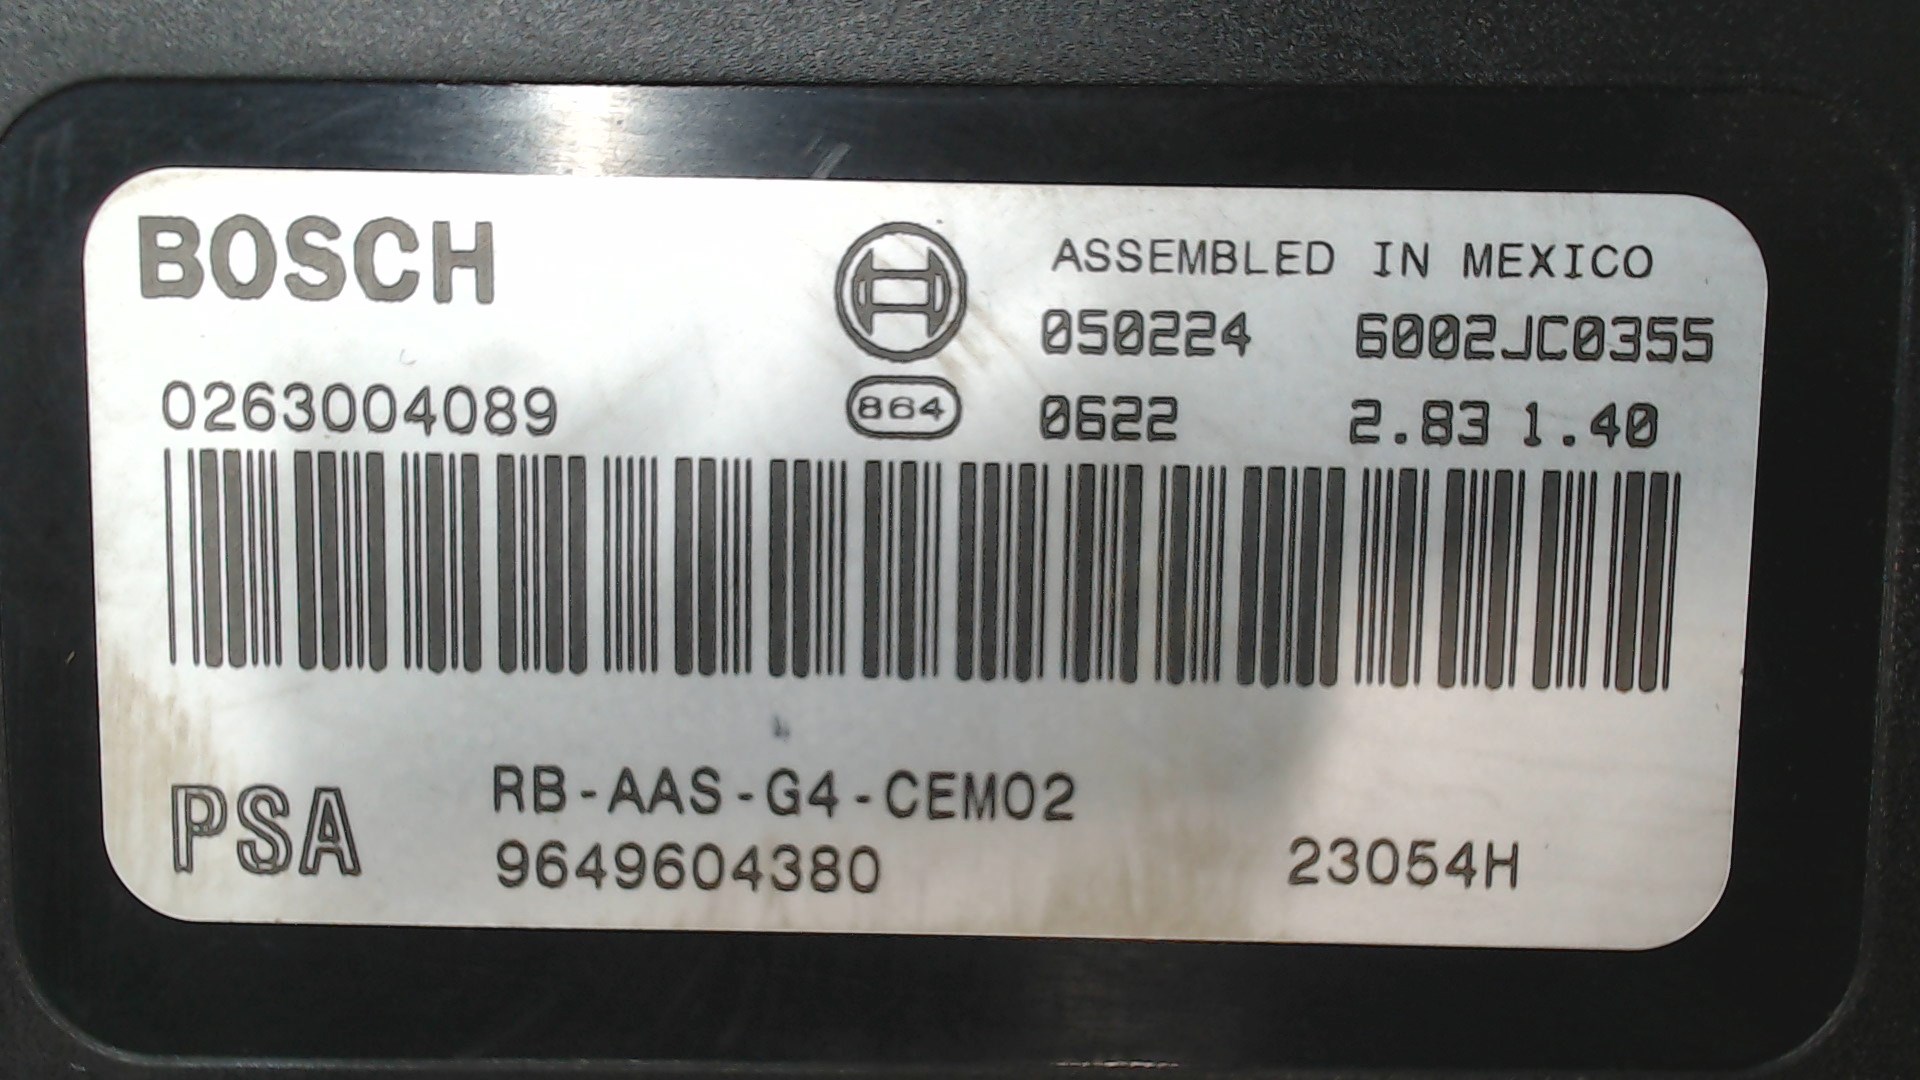 BOSCH
ASSEMBLED IN MEXICO
050224 6002JC0355
0263004089
864
0622 2.83 1.40
PSA
RB-AAS-G4-CEM02
9649604380
23054H